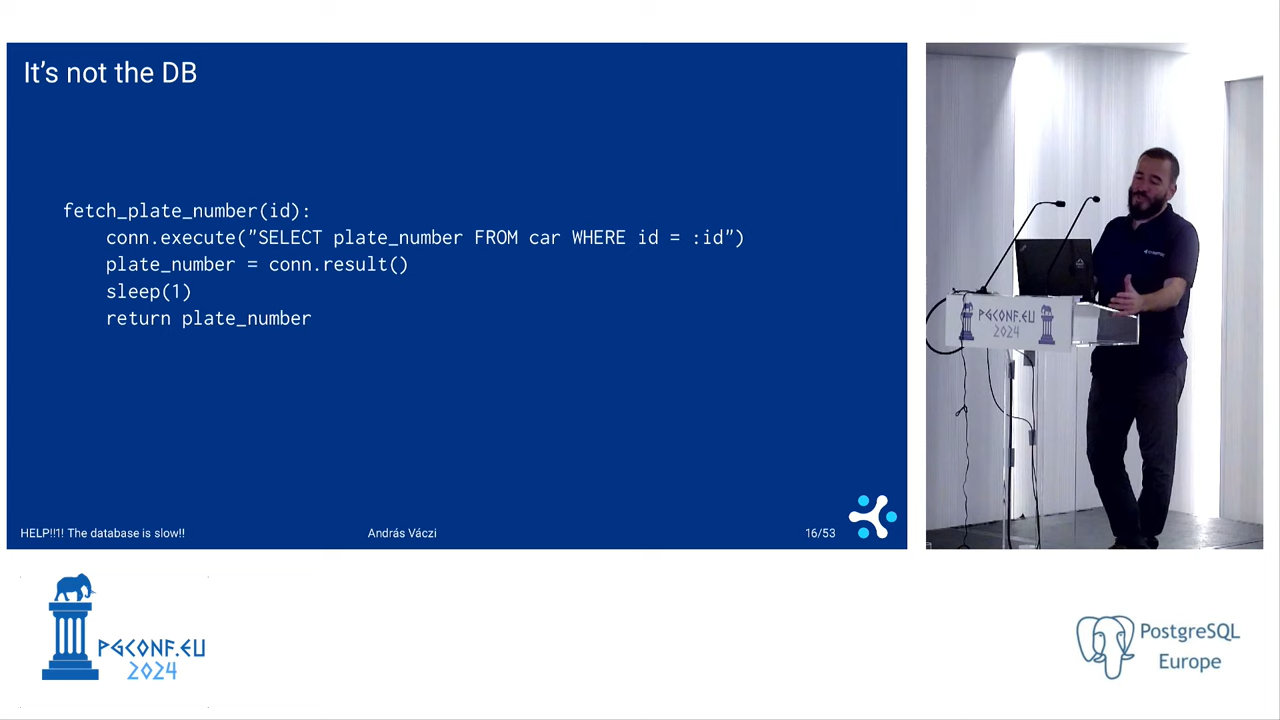 It's not the DB
fetch_plate_number(id):
conn.execute("SELECT plate_number FROM car WHERE id = :id")
plate_number = conn.result()
sleep(1)
return plate_number
HELP!!1! The database is slow!!
András Váczi
16/53
PGCONF.EU
2024
PGCONF.EU
2024
PostgreSQL
Europe